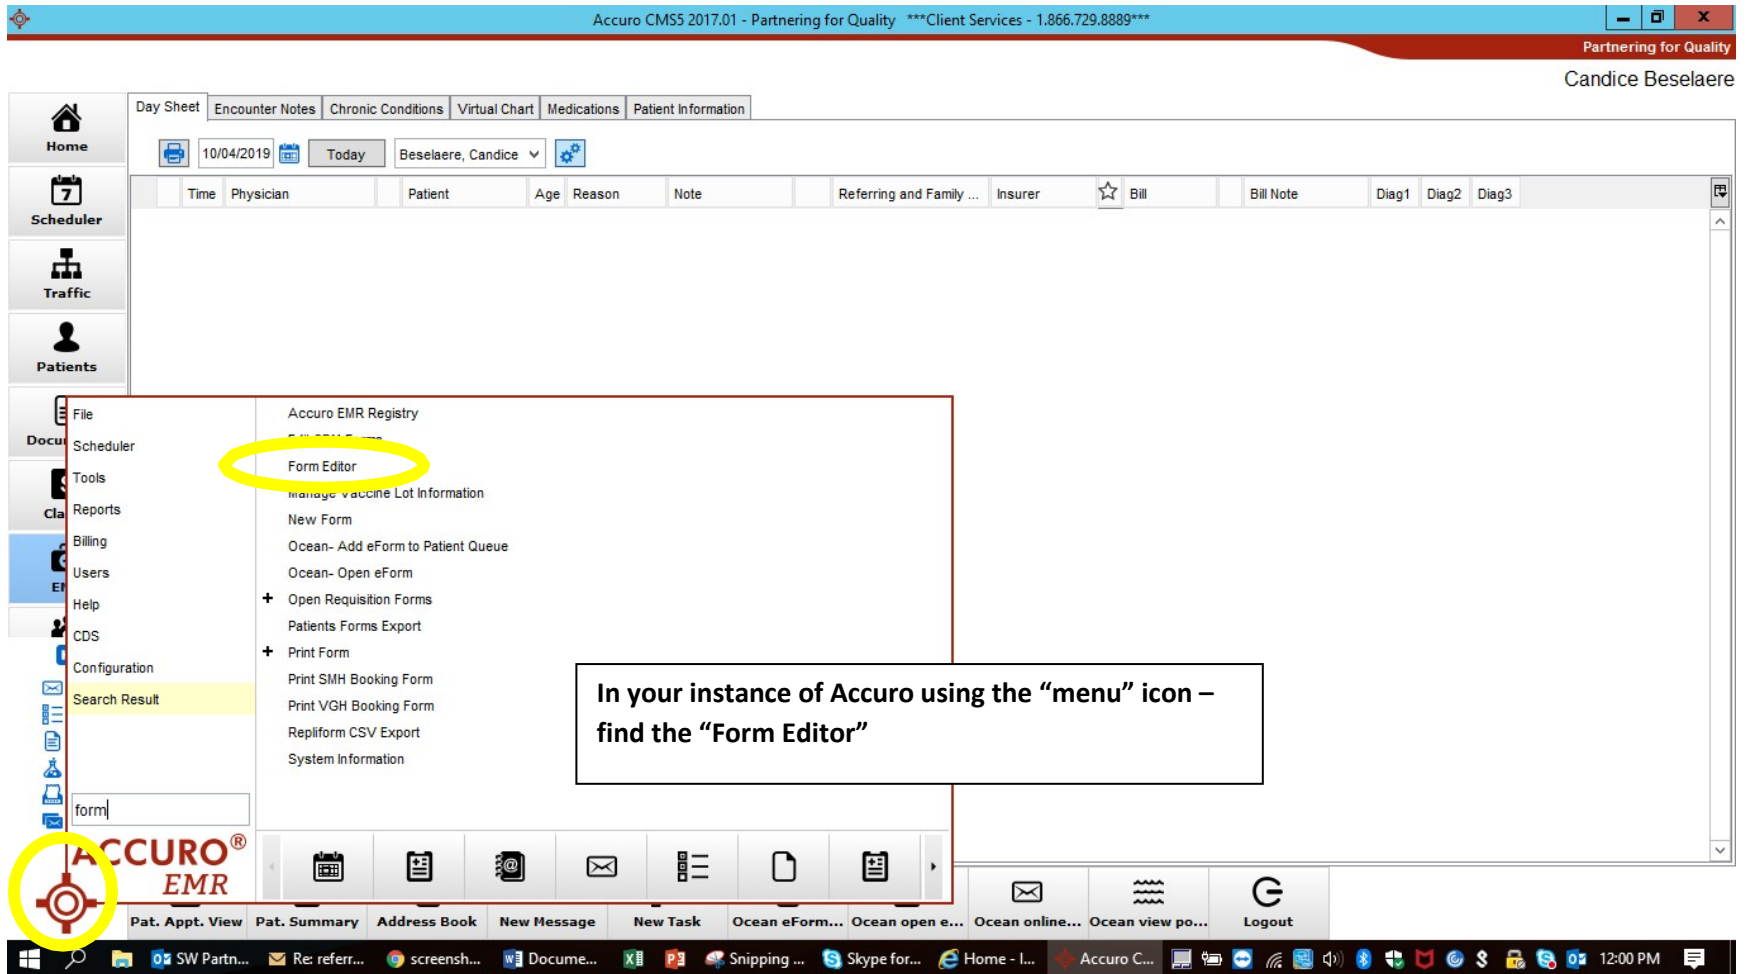 Accuro CMS5 2017.01 - Partnering for Quality ***Client Services - 1.866.729.8889***
Partnering for Quality
Candice Beselaere
Day Sheet Encounter Notes Chronic Conditions Virtual Chart Medications Patient Information
Home
10/04/2019 Today Beselaere, Candice
Time Physician Patient Age Reason Note Referring and Family ... Insurer Bill Bill Note Diag1 Diag2 Diag3
7
Scheduler
Traffic
Patients
Docu
Cla
File
Scheduler
Tools
Reports
Billing
Users
Help
CDS
Configuration
Search Result
form
Accuro EMR Registry
Form Editor
Manage Vaccine Lot Information
New Form
Ocean- Add eForm to Patient Queue
Ocean- Open eForm
+ Open Requisition Forms
Patients Forms Export
+ Print Form
Print SMH Booking Form
Print VGH Booking Form
Repliform CSV Export
System Information
In your instance of Accuro using the “menu” icon –
find the “Form Editor”
ACCURO®
EMR
Pat. Appt. View Pat. Summary Address Book New Message New Task Ocean eForm... Ocean open e... Ocean online... Ocean view po... Logout
SW Partn... Re: referr... screensh... Docume... Snipping ... Skype for... Home - I... Accuro C... 12:00 PM